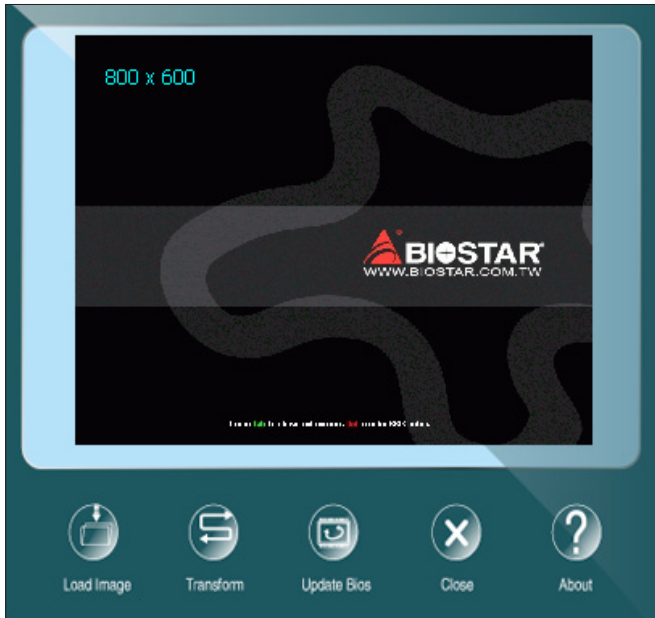 800 x 600
BIOSTAR
WWW.BIOSTAR.COM.TW
Load Image
Transform
Update Bios
Close
About